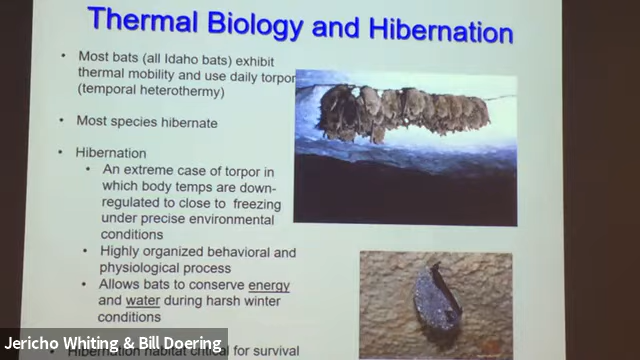 Thermal Biology and Hibernation
• Most bats (all Idaho bats) exhibit
thermal mobility and use daily torpor
(temporal heterothermy)
• Most species hibernate
• Hibernation
• An extreme case of torpor in
which body temps are down-
regulated to close to freezing
under precise environmental
conditions
• Highly organized behavioral and
physiological process
• Allows bats to conserve energy
and water during harsh winter
conditions
• Hibernation habitat critical for survival
Jericho Whiting & Bill Doering